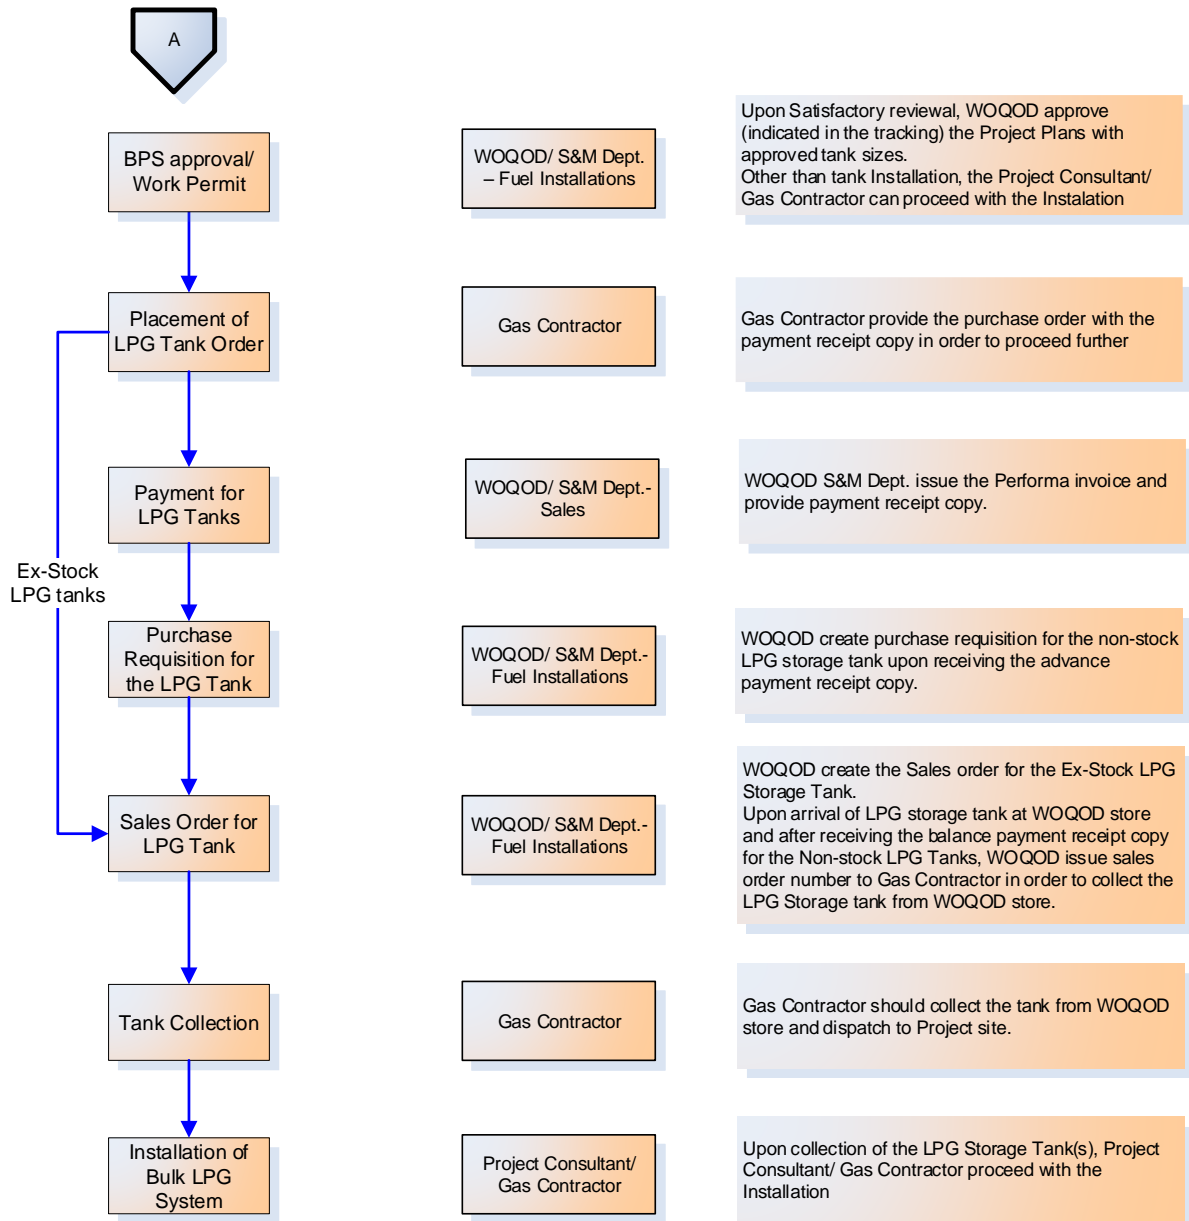 A
BPS approval/
Work Permit
WOQOD/ S&M Dept.
– Fuel Installations
Upon Satisfactory reviewal, WOQOD approve
(indicated in the tracking) the Project Plans with
approved tank sizes.
Other than tank Installation, the Project Consultant/
Gas Contractor can proceed with the Instalation
Placement of
LPG Tank Order
Gas Contractor
Gas Contractor provide the purchase order with the
payment receipt copy in order to proceed further
Payment for
LPG Tanks
WOQOD/ S&M Dept.-
Sales
WOQOD S&M Dept. issue the Performa invoice and
provide payment receipt copy.
Ex-Stock
LPG tanks
Purchase
Requisition for
the LPG Tank
WOQOD/ S&M Dept.-
Fuel Installations
WOQOD create purchase requisition for the non-stock
LPG storage tank upon receiving the advance
payment receipt copy.
Sales Order for
LPG Tank
WOQOD/ S&M Dept.-
Fuel Installations
WOQOD create the Sales order for the Ex-Stock LPG
Storage Tank.
Upon arrival of LPG storage tank at WOQOD store
and after receiving the balance payment receipt copy
for the Non-stock LPG Tanks, WOQOD issue sales
order number to Gas Contractor in order to collect the
LPG Storage tank from WOQOD store.
Tank Collection
Gas Contractor
Gas Contractor should collect the tank from WOQOD
store and dispatch to Project site.
Installation of
Bulk LPG
System
Project Consultant/
Gas Contractor
Upon collection of the LPG Storage Tank(s), Project
Consultant/ Gas Contractor proceed with the
Installation